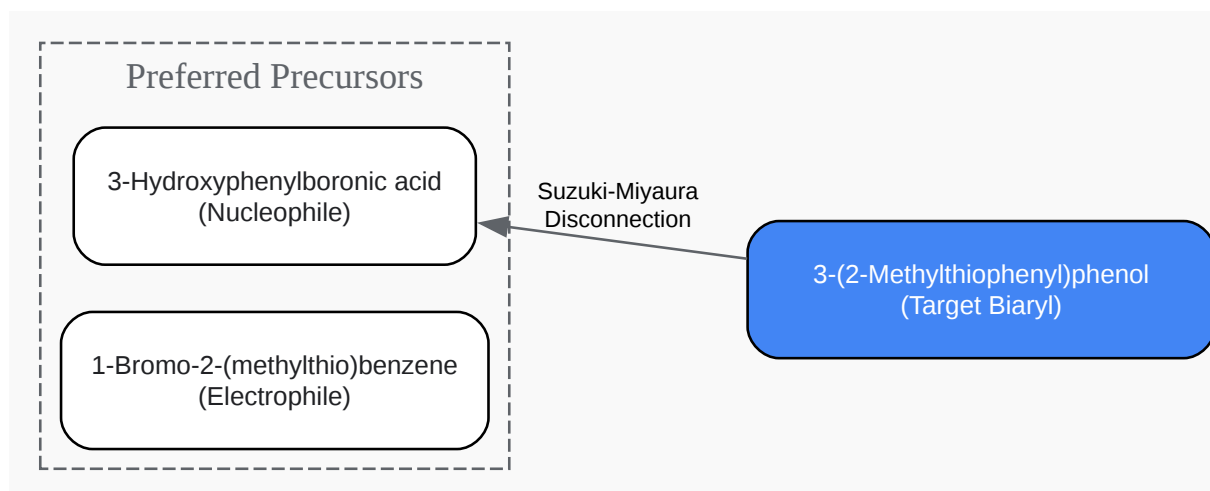 Preferred Precursors
3-Hydroxyphenylboronic acid
(Nucleophile)
1-Bromo-2-(methylthio)benzene
(Electrophile)
Suzuki-Miyaura
Disconnection
3-(2-Methylthiophenyl)phenol
(Target Biaryl)